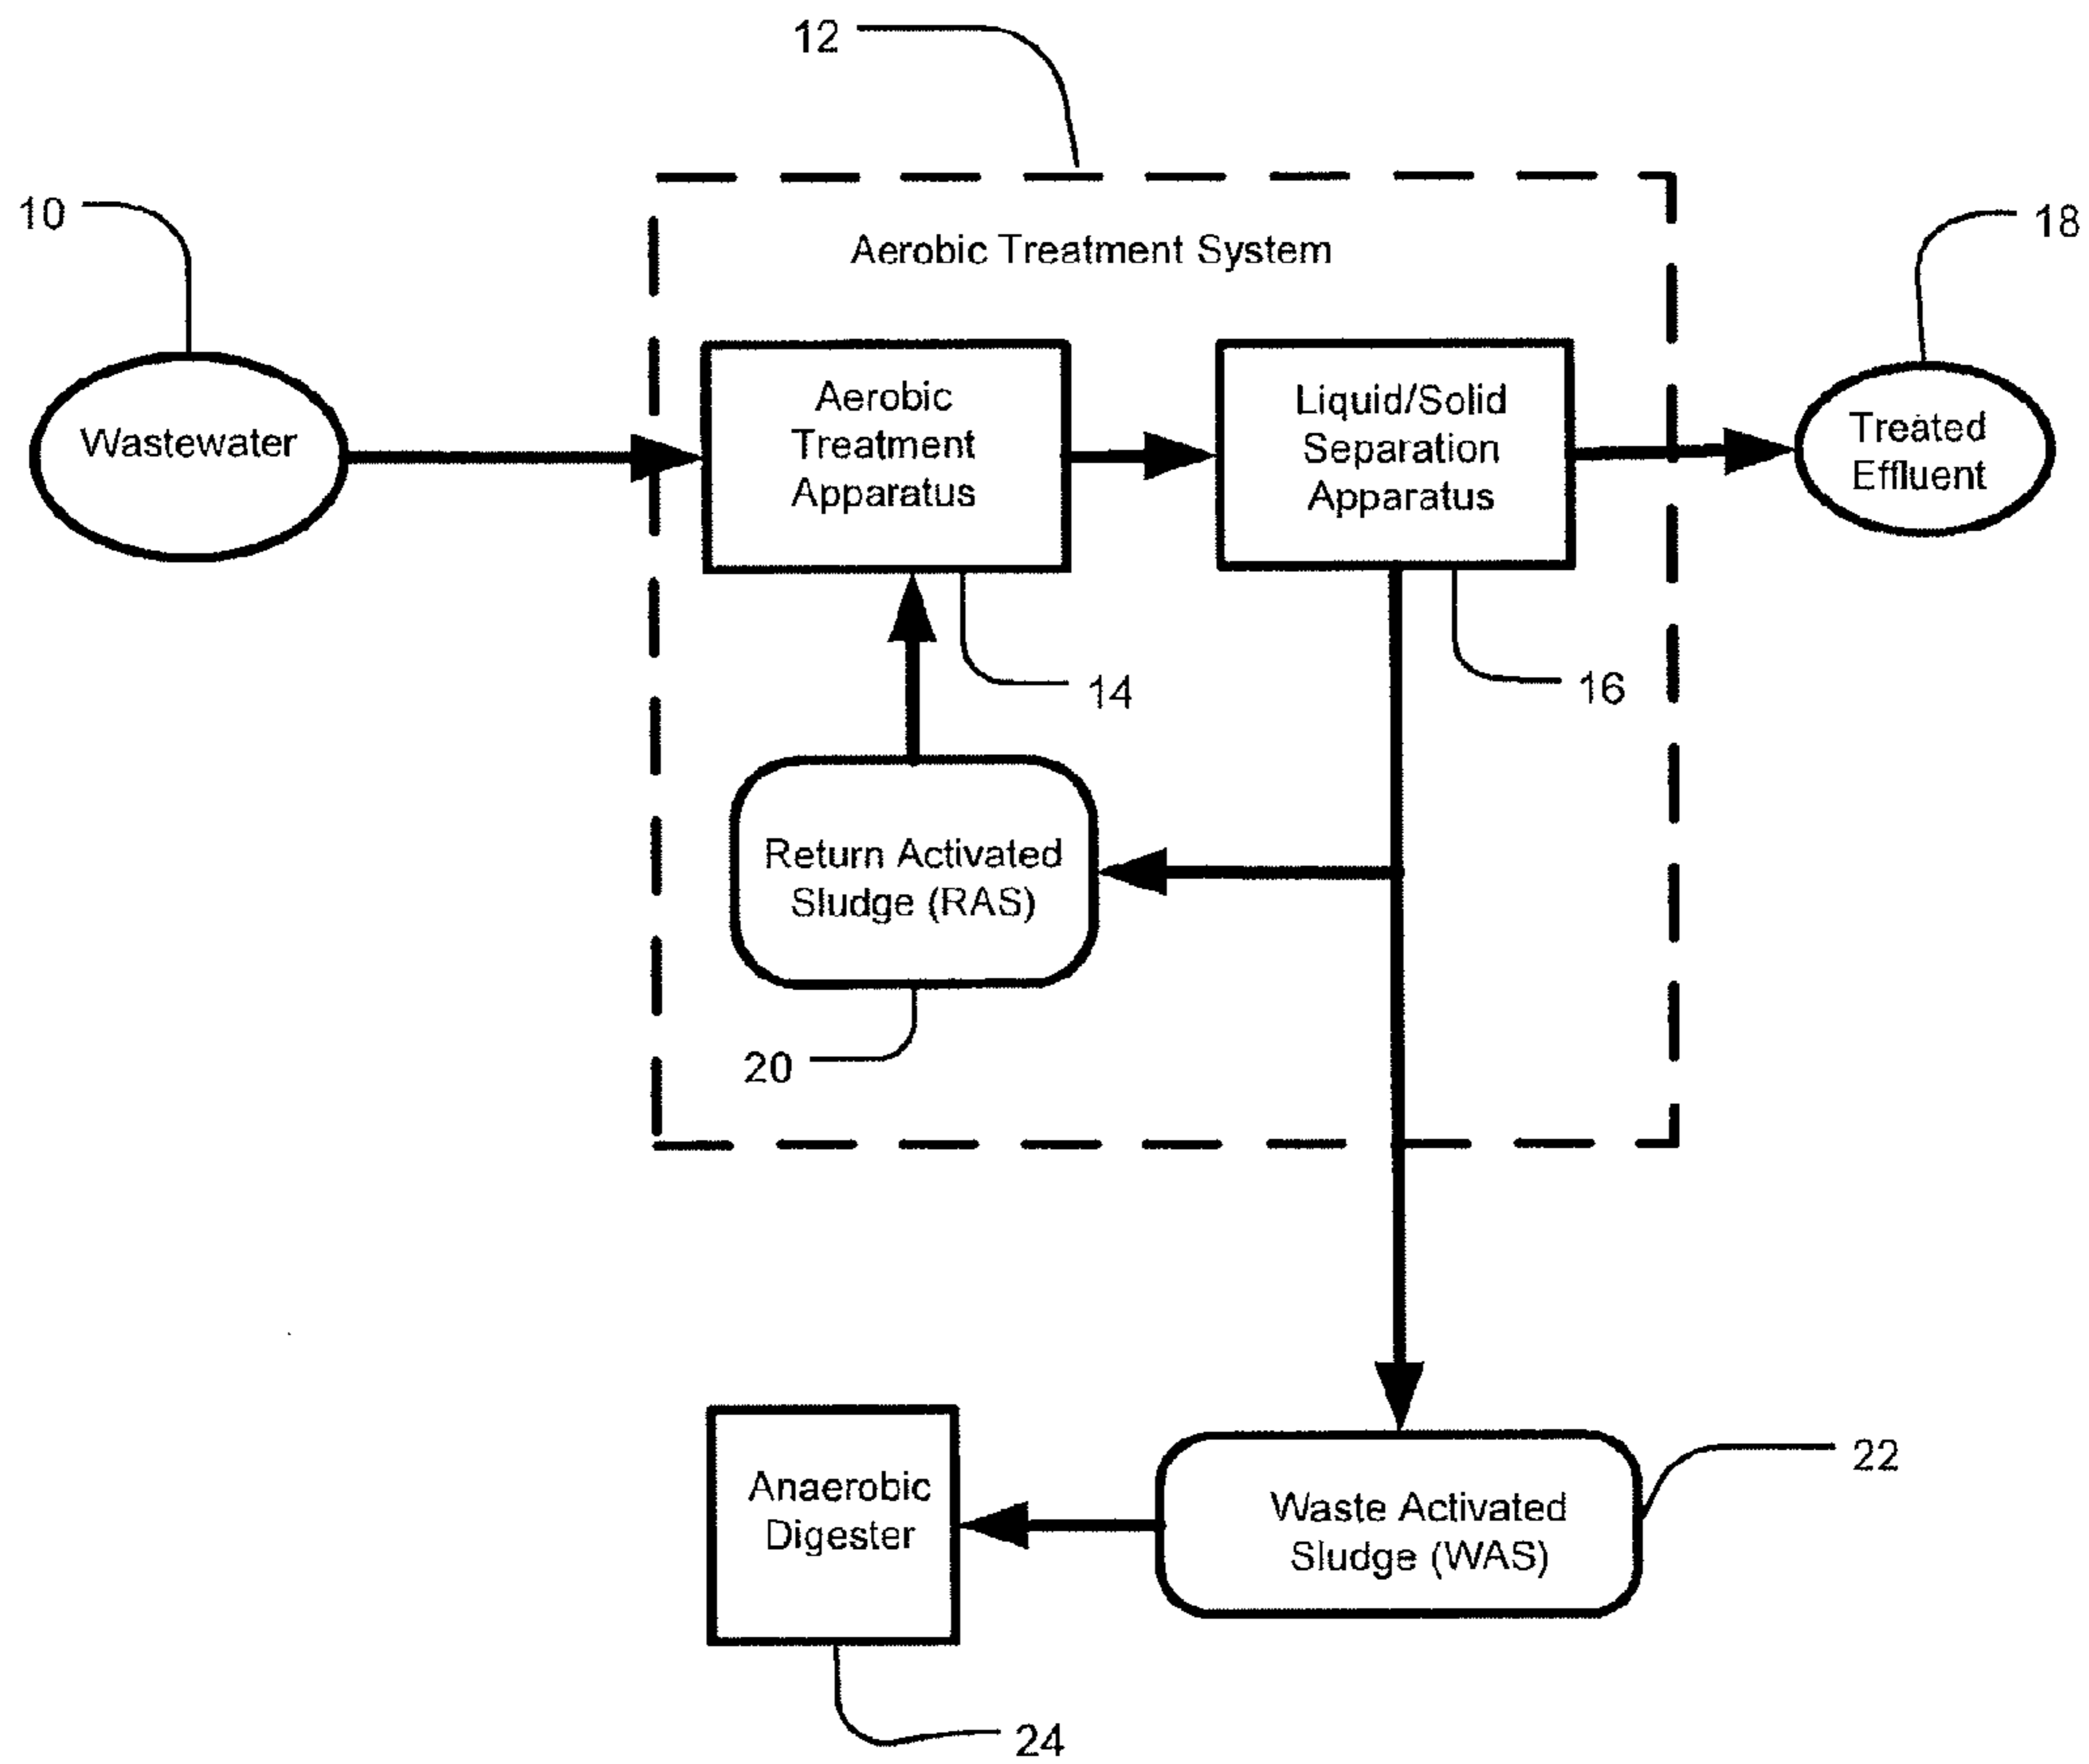 12
10
18
Aerobic Treatment System
Wastewater
Aerobic
Treatment
Apparatus
Liquid/Solid
Separation
Apparatus
Treated
Effluent
14
16
Return Activated
Sludge (RAS)
20
22
Anaerobic
Digester
Waste Activated
Sludge (WAS)
24